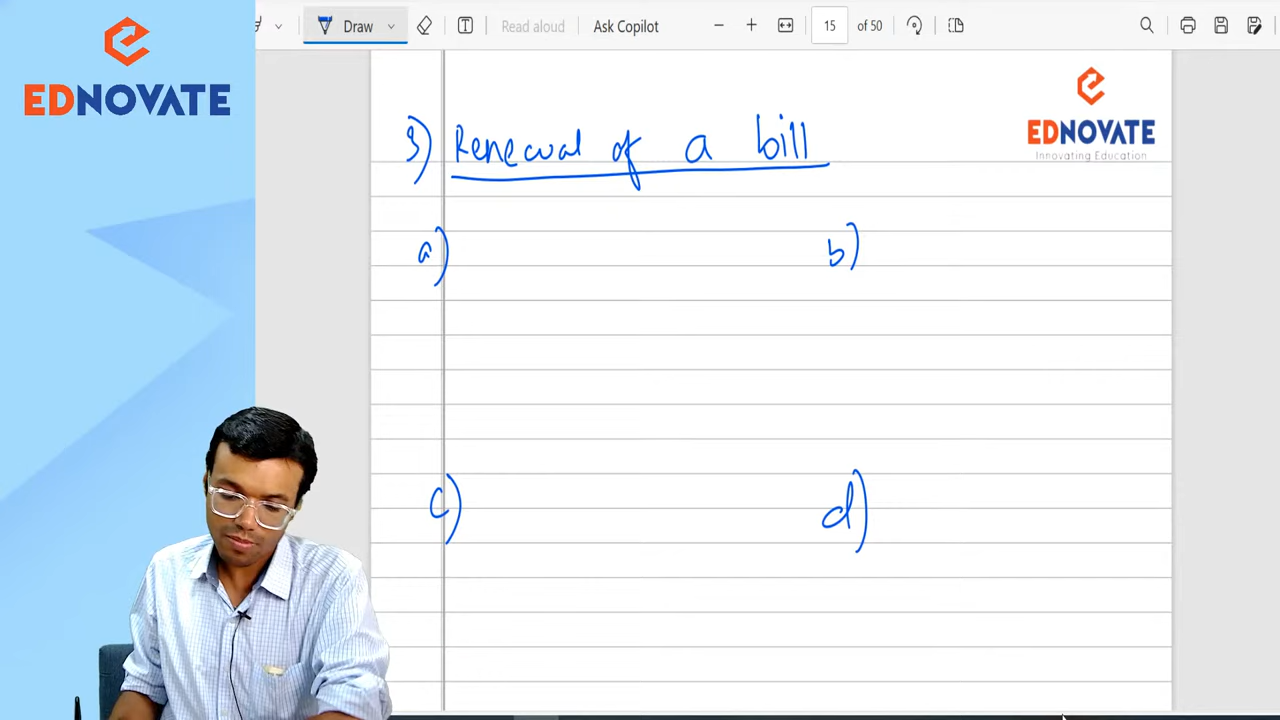 Draw
Read aloud
Ask Copilot
15 of 50
EDNOVATE
EDNOVATE
Innovating Education
3) Renewal of a bill
a)
b)
c)
d)